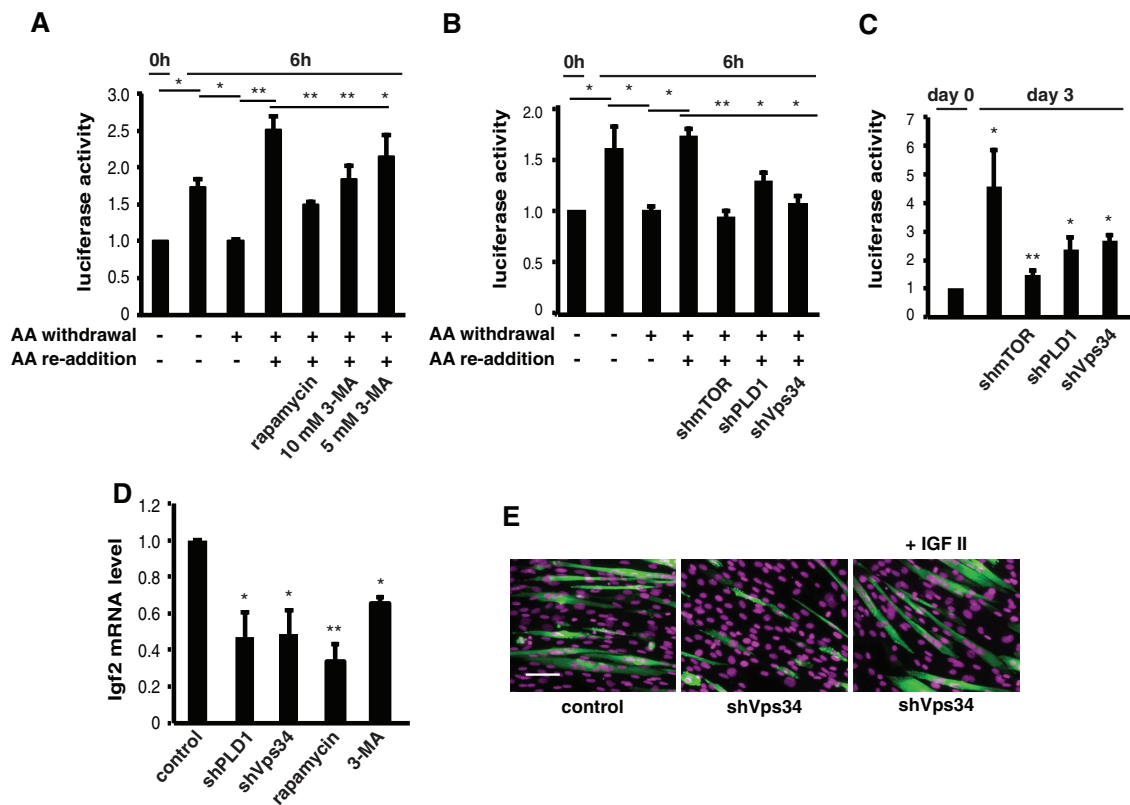 A
0h 6h
* * ** ** ** *
luciferase activity
3.0
2.5
2.0
1.5
1.0
0.5
0
AA withdrawal - - + + + + +
AA re-addition - - - + + + +
rapamycin
10 mM 3-MA
5 mM 3-MA
B
0h 6h
* * * ** * *
luciferase activity
2.0
1.5
1.0
0.5
0
AA withdrawal - - + + + + +
AA re-addition - - - + + + +
shmTOR
shPLD1
shVps34
C
day 0 day 3
* ** * *
luciferase activity
7
6
5
4
3
2
1
0
shmTOR
shPLD1
shVps34
D
Igf2 mRNA level
1.2
1.0
0.8
0.6
0.4
0.2
0
* * ** *
control
shPLD1
shVps34
rapamycin
3-MA
E
+ IGF II
control shVps34 shVps34